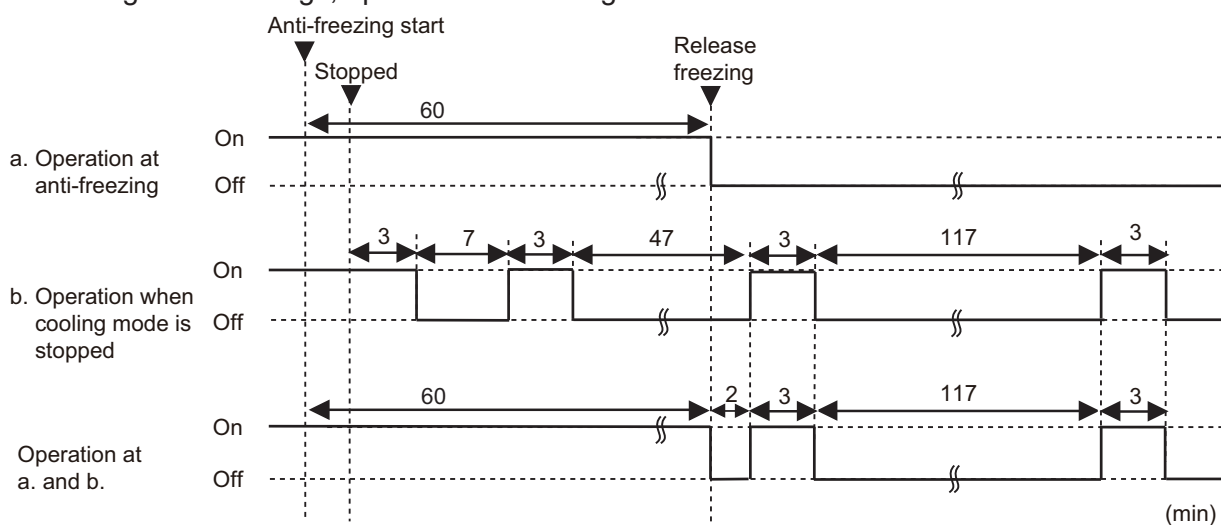 Anti-freezing start
Stopped
Release
freezing
60
On
a. Operation at
anti-freezing
Off
3 7 3 47 3 117 3
On
b. Operation when
cooling mode is
stopped
Off
60 2 3 117 3
On
Operation at
a. and b.
Off
(min)